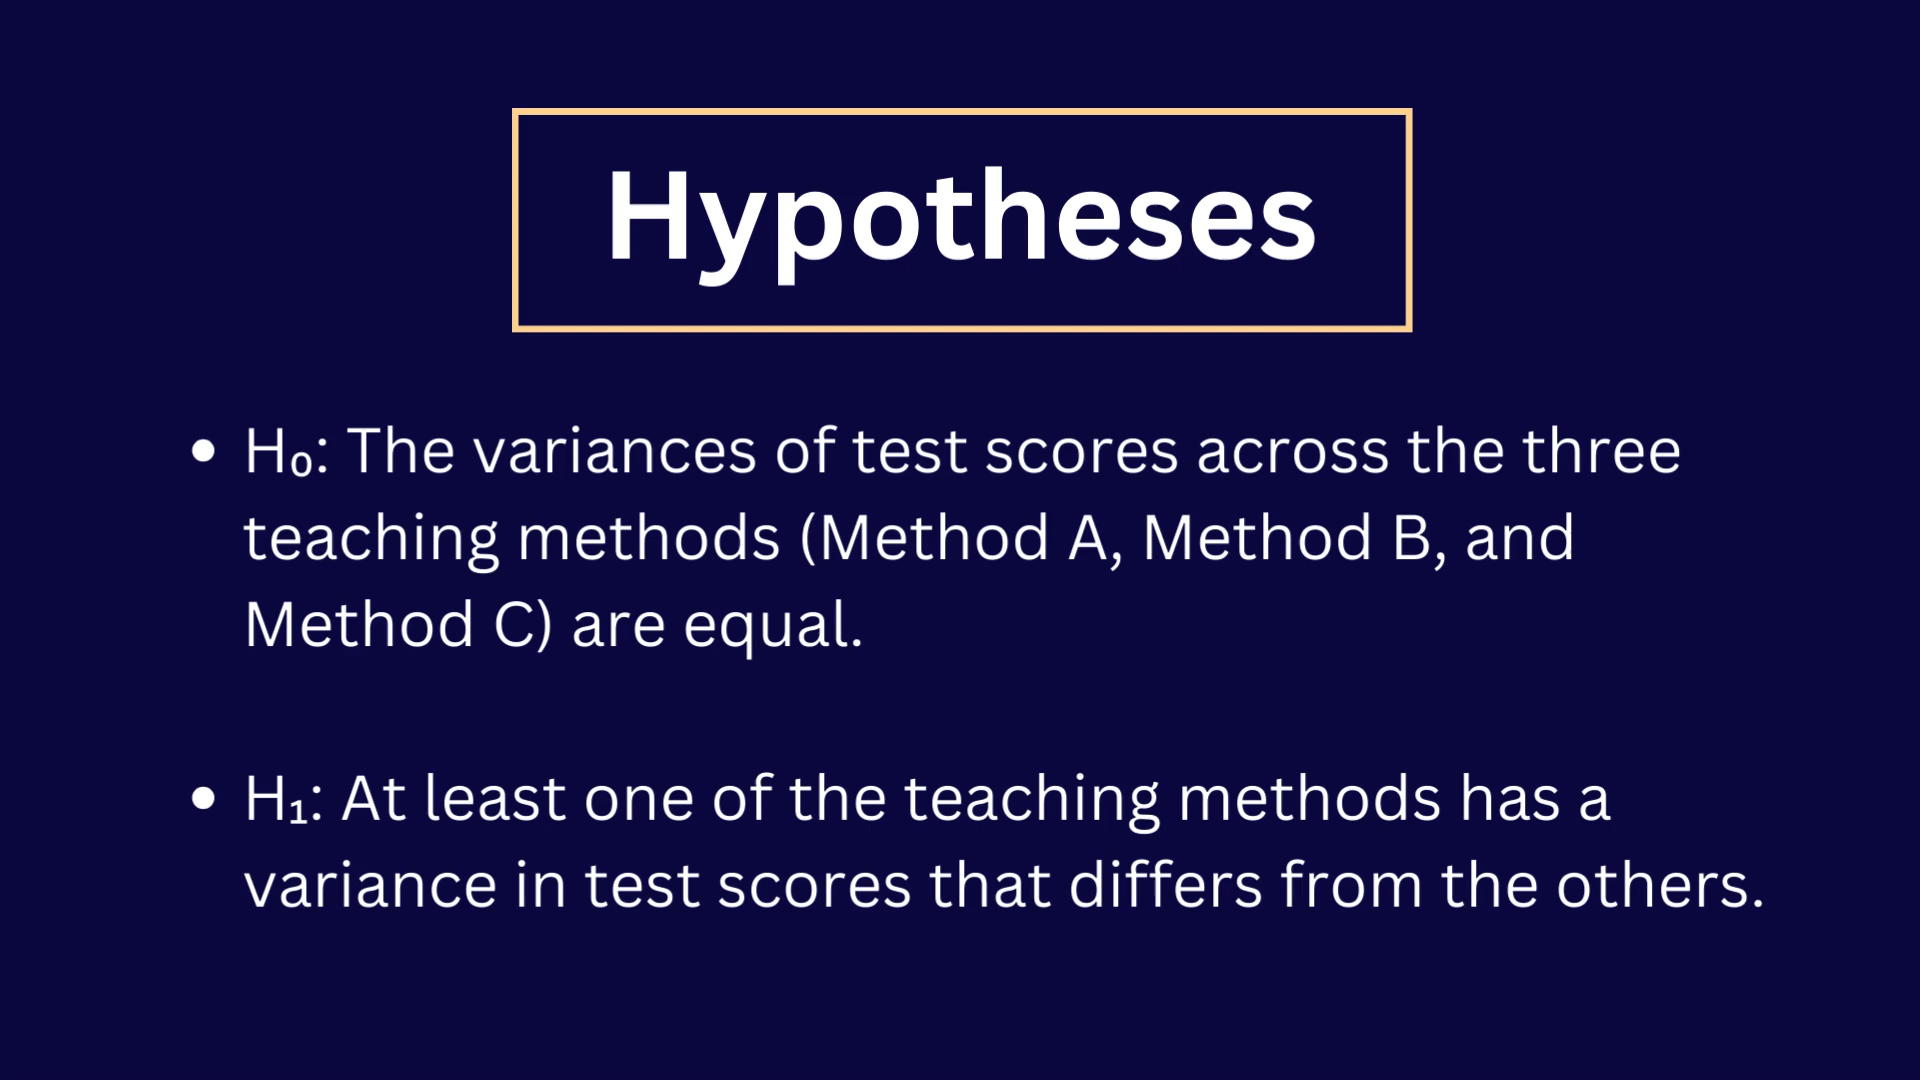 Hypotheses
• H₀: The variances of test scores across the three
teaching methods (Method A, Method B, and
Method C) are equal.
• H₁: At least one of the teaching methods has a
variance in test scores that differs from the others.